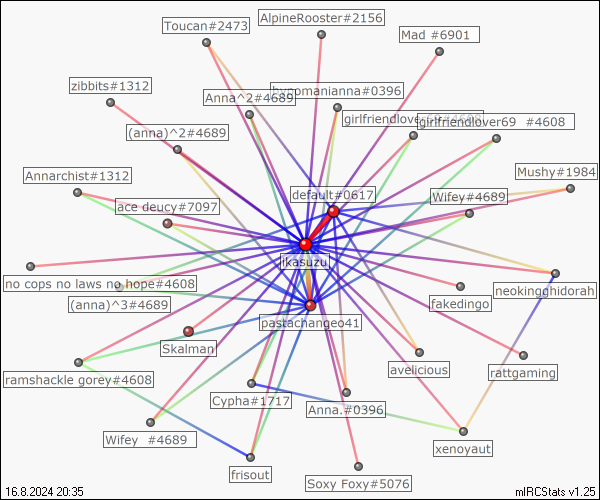 AlpineRooster#2156
Toucan#2473
Mad #6901
zibbits#1312
hypomanianna#0396
Anna^2#4689
girlfriendlover
girlfriendlover69 #4608
(anna)^2#4689
Annarchist#1312
Mushy#1984
default#0617
Wifey#4689
ace deucy#7097
jikasuzu
no cops no laws no hope#4608
neokingghidorah
(anna)^3#4689
fakedingo
pastachangeo41
Skalman
avelicious
rattgaming
ramshackle gorey#4608
Cypha#1717
Anna.#0396
Wifey #4689
xenoyaut
frisout
Soxy Foxy#5076
16.8.2024 20:35
mIRCStats v1.25